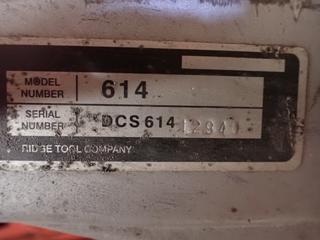 MODEL
NUMBER 614
SERIAL
NUMBER DCS 614
RIDGE TOOL COMPANY